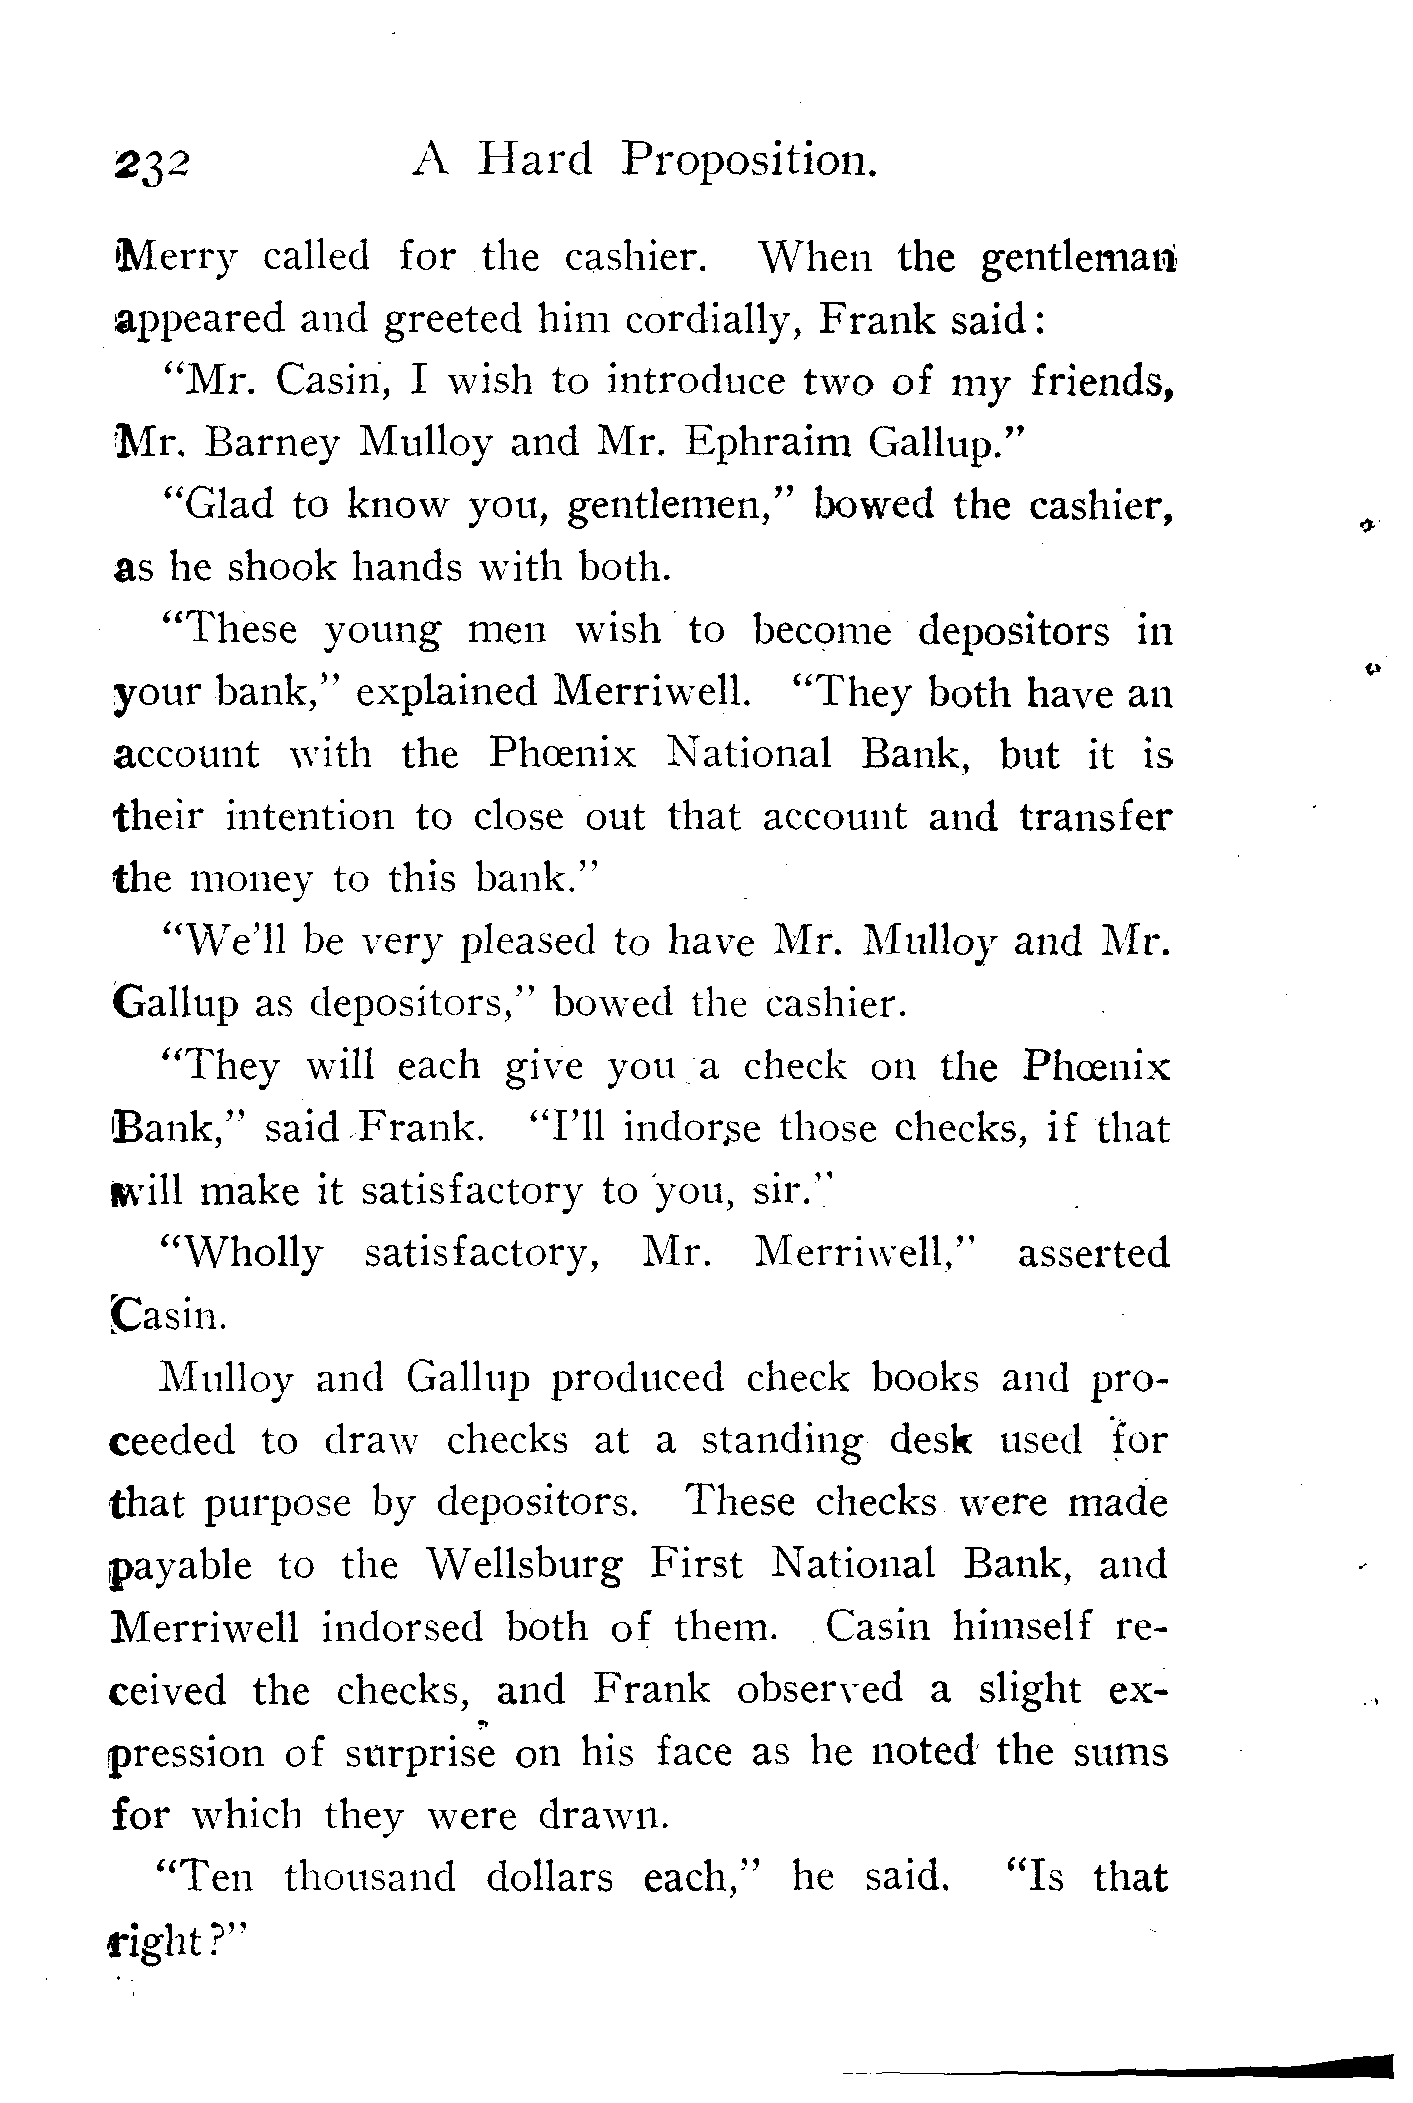 232 A Hard Proposition.
Merry called for the cashier. When the gentleman
appeared and greeted him cordially, Frank said:
“Mr. Casin, I wish to introduce two of my friends,
Mr. Barney Mulloy and Mr. Ephraim Gallup.”
“Glad to know you, gentlemen,” bowed the cashier,
as he shook hands with both.
“These young men wish to become depositors in
your bank,” explained Merriwell. “They both have an
account with the Phœnix National Bank, but it is
their intention to close out that account and transfer
the money to this bank.”
“We’ll be very pleased to have Mr. Mulloy and Mr.
Gallup as depositors,” bowed the cashier.
“They will each give you a check on the Phœnix
Bank,” said Frank. “I’ll indorse those checks, if that
will make it satisfactory to you, sir.”
“Wholly satisfactory, Mr. Merriwell,” asserted
Casin.
Mulloy and Gallup produced check books and pro-
ceeded to draw checks at a standing desk used for
that purpose by depositors. These checks were made
payable to the Wellsburg First National Bank, and
Merriwell indorsed both of them. Casin himself re-
ceived the checks, and Frank observed a slight ex-
pression of surprise on his face as he noted the sums
for which they were drawn.
“Ten thousand dollars each,” he said. “Is that
right?”